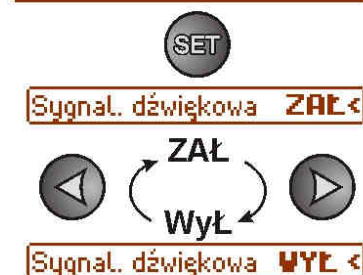 SET
Sygnal. dźwiękowa ZAŁ <
ZAŁ
WyŁ
Sygnal. dźwiękowa WYŁ <